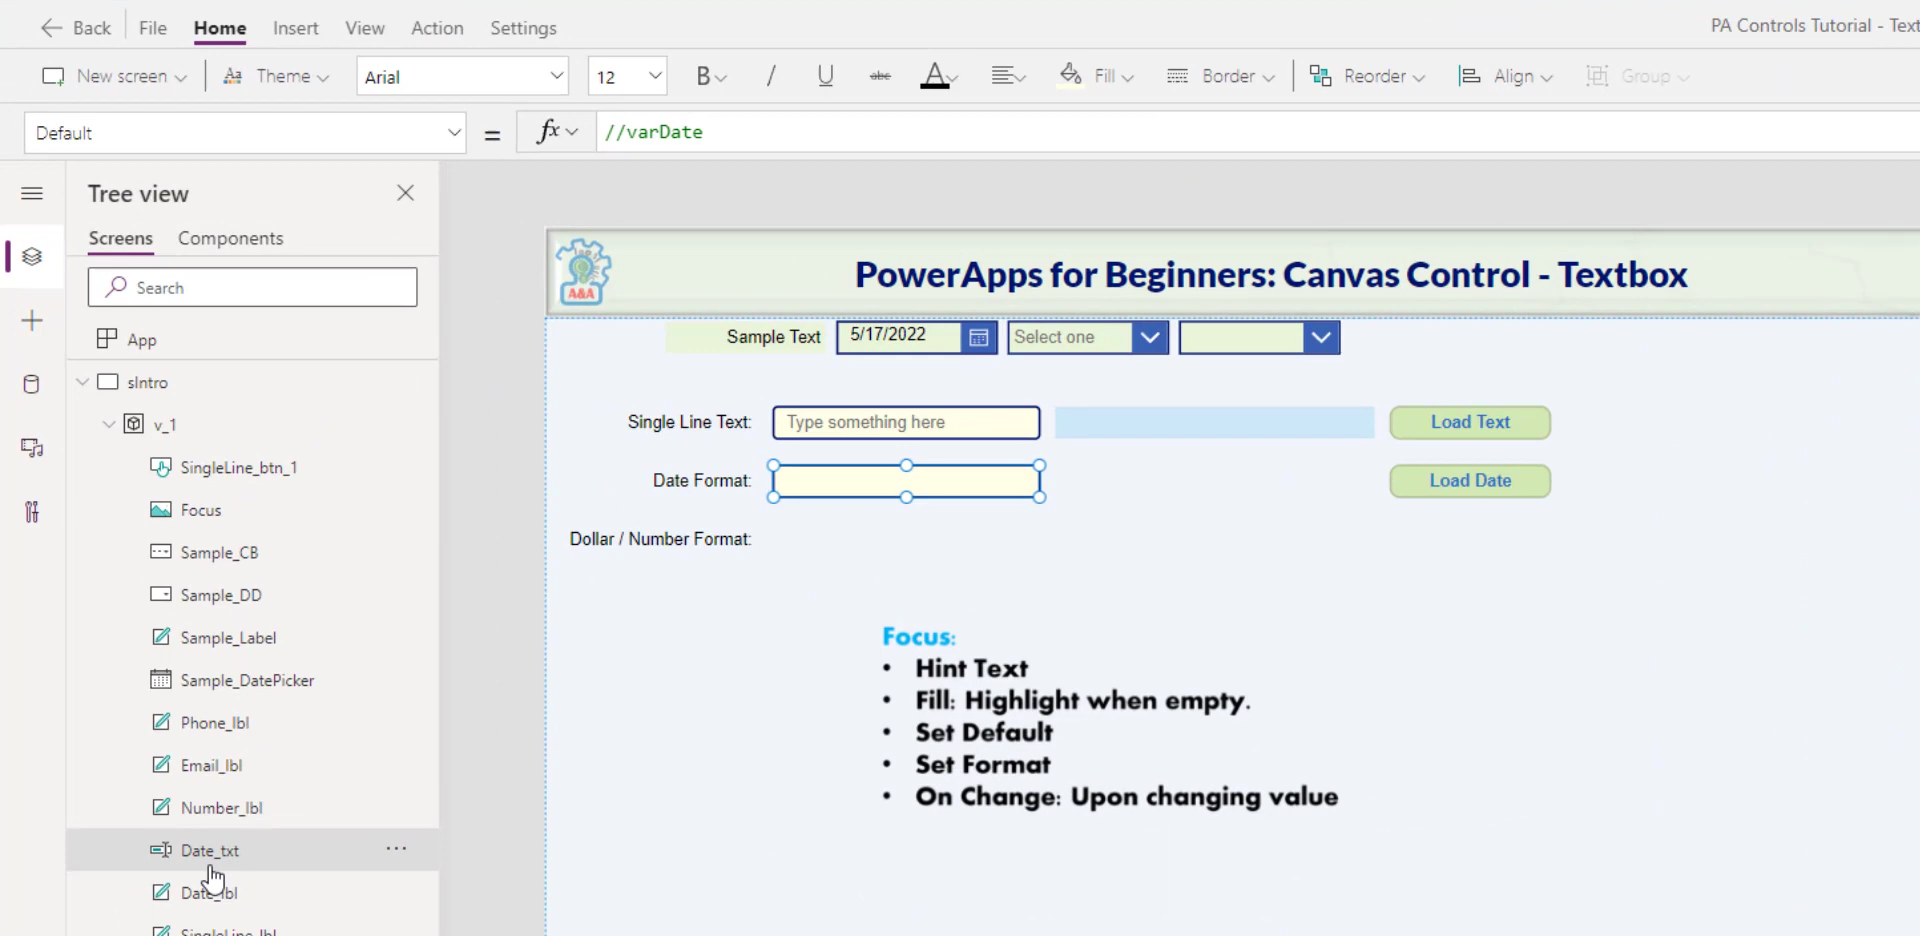 Back File Home Insert View Action Settings PA Controls Tutorial - Text
New screen Theme Arial 12 B / U abc A Fill Border Reorder Align Group
Default = fx //varDate
Tree view
Screens Components
Search
App
sIntro
v_1
SingleLine_btn_1
Focus
Sample_CB
Sample_DD
Sample_Label
Sample_DatePicker
Phone_lbl
Email_lbl
Number_lbl
Date_txt ...
Date_lbl
SingleLine_lbl
A&A
PowerApps for Beginners: Canvas Control - Textbox
Sample Text 5/17/2022 Select one
Single Line Text: Type something here Load Text
Date Format: Load Date
Dollar / Number Format:
Focus:
• Hint Text
• Fill: Highlight when empty.
• Set Default
• Set Format
• On Change: Upon changing value